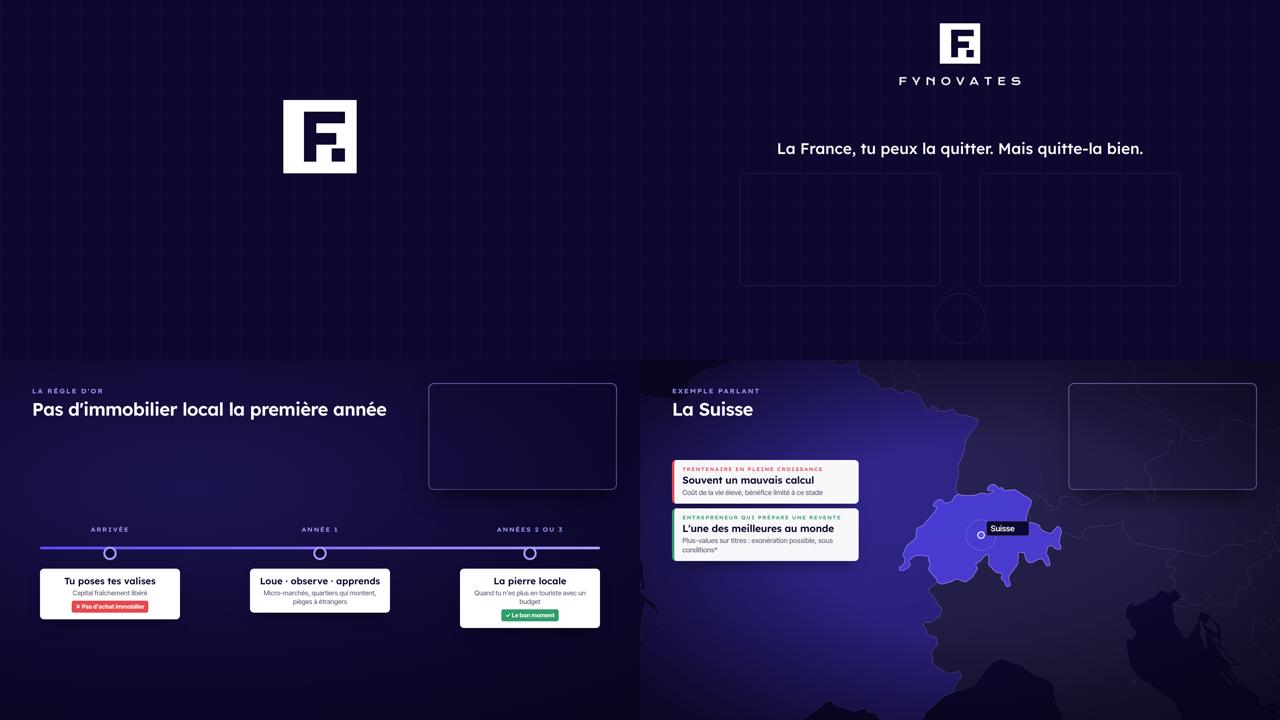 F.
F.
FYNOVATES
La France, tu peux la quitter. Mais quitte-la bien.
LA RÈGLE D'OR
Pas d'immobilier local la première année
ARRIVÉE
ANNÉE 1
ANNÉES 2 OU 3
Tu poses tes valises
Capital fraîchement libéré
✕ Pas d'achat immobilier
Loue · observe · apprends
Micro-marchés, quartiers qui montent,
pièges à étrangers
La pierre locale
Quand tu n'es plus en touriste avec un
budget
✓ Le bon moment
EXEMPLE PARLANT
La Suisse
TRENTENAIRE EN PLEINE CROISSANCE
Souvent un mauvais calcul
Coût de la vie élevé, bénéfice limité à ce stade
ENTREPRENEUR QUI PRÉPARE UNE REVENTE
L'une des meilleures au monde
Plus-values sur titres : exonération possible, sous
conditions*
Suisse